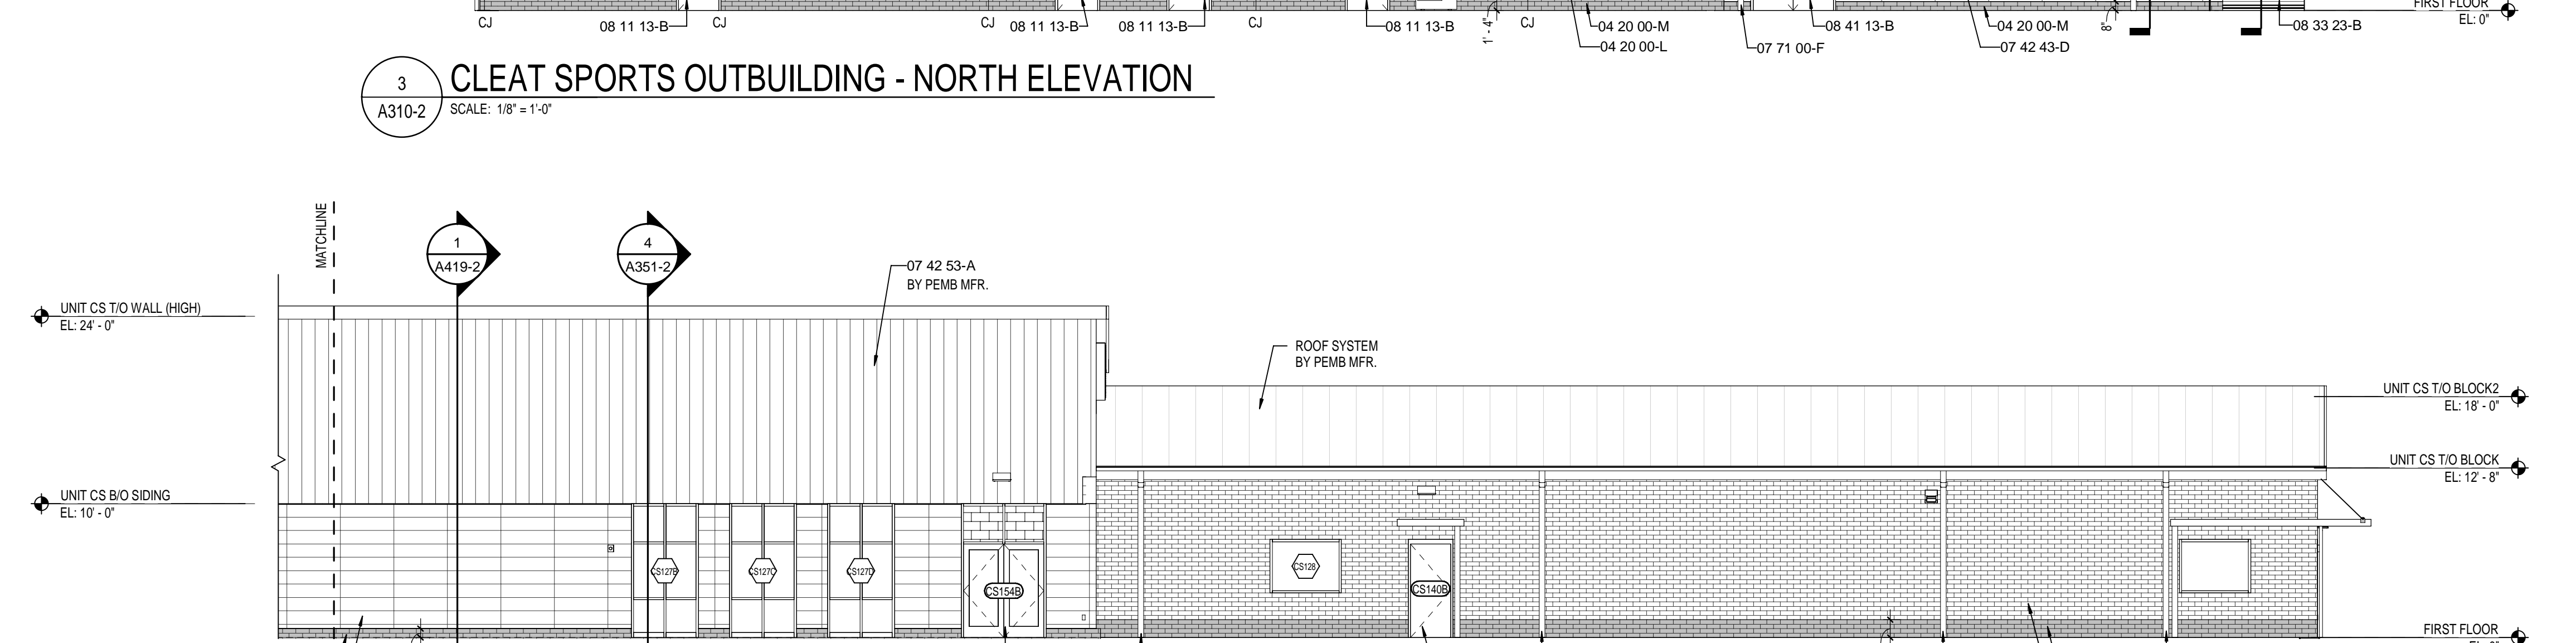 CJ
08 11 13-B
CJ
CJ
08 11 13-B
08 11 13-B
CJ
08 11 13-B
1' - 4"
CJ
04 20 00-M
04 20 00-L
07 71 00-F
08 41 13-B
04 20 00-M
07 42 43-D
8"
08 33 23-B
FIRST FLOOR
EL: 0"
3
A310-2
CLEAT SPORTS OUTBUILDING - NORTH ELEVATION
SCALE: 1/8" = 1'-0"
MATCHLINE
1
A419-2
4
A351-2
07 42 53-A
BY PEMB MFR.
UNIT CS T/O WALL (HIGH)
EL: 24' - 0"
ROOF SYSTEM
BY PEMB MFR.
UNIT CS T/O BLOCK2
EL: 18' - 0"
UNIT CS T/O BLOCK
EL: 12' - 8"
UNIT CS B/O SIDING
EL: 10' - 0"
CS127B
CS127C
CS127D
CS154B
CS128
CS140B
FIRST FLOOR